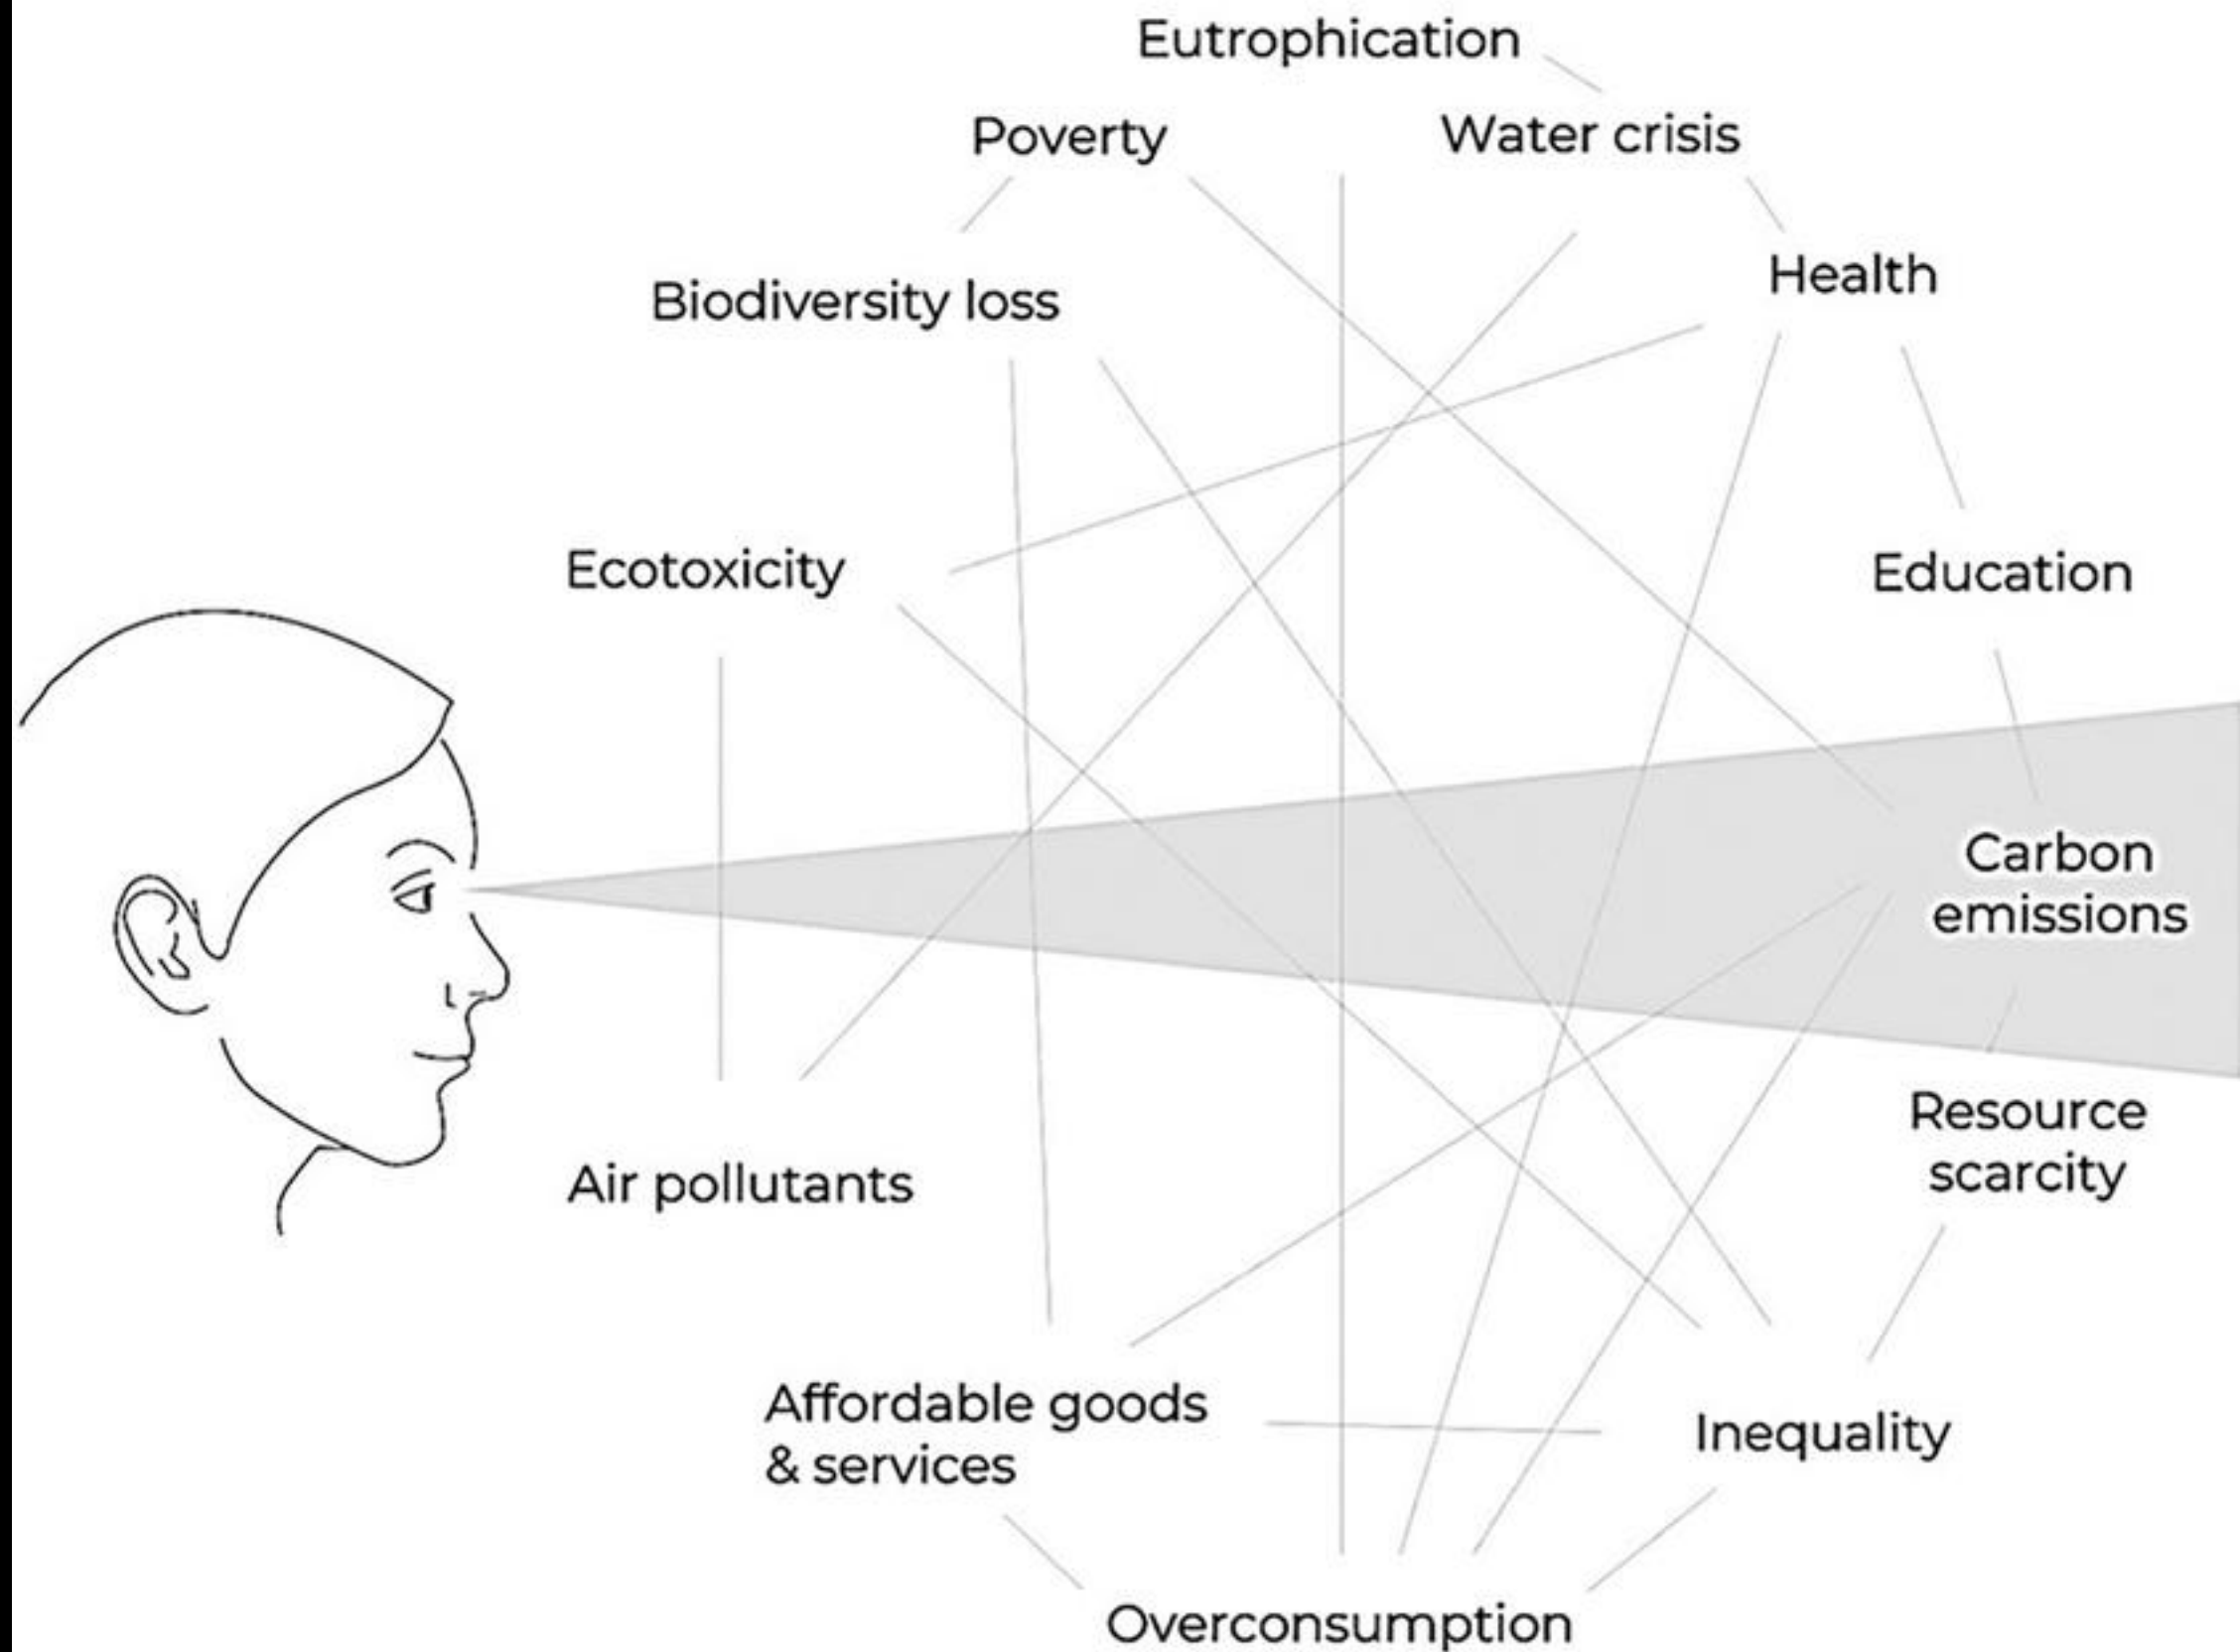 Eutrophication
Poverty
Water crisis
Biodiversity loss
Health
Ecotoxicity
Education
Carbon
emissions
Resource
scarcity
Air pollutants
Affordable goods
& services
Inequality
Overconsumption